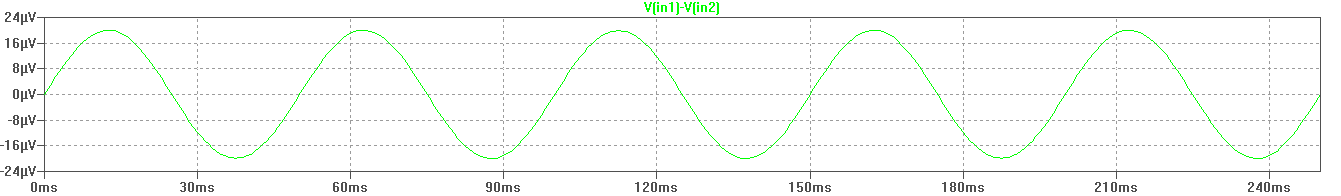 V(in1)-V(in2)
24µV
16µV
8µV
0µV
-8µV
-16µV
-24µV
0ms 30ms 60ms 90ms 120ms 150ms 180ms 210ms 240ms